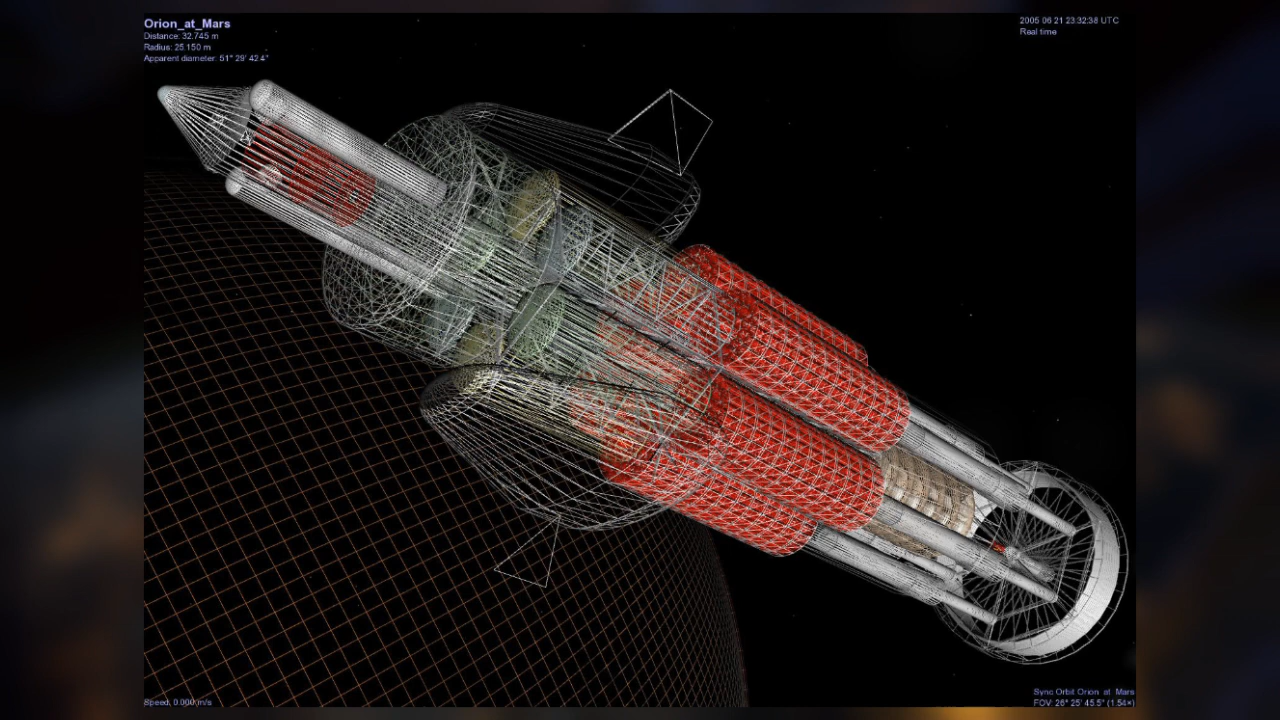 Orion_at_Mars
Distance: 32.745 m
Radius: 25.150 m
Apparent diameter: 51° 29' 42.4"
2005 06 21 23:32:38 UTC
Real time
Speed, 0.000 m/s
Sync Orbit Orion_at_Mars
FOV: 26° 25' 45.5" (1.54×)